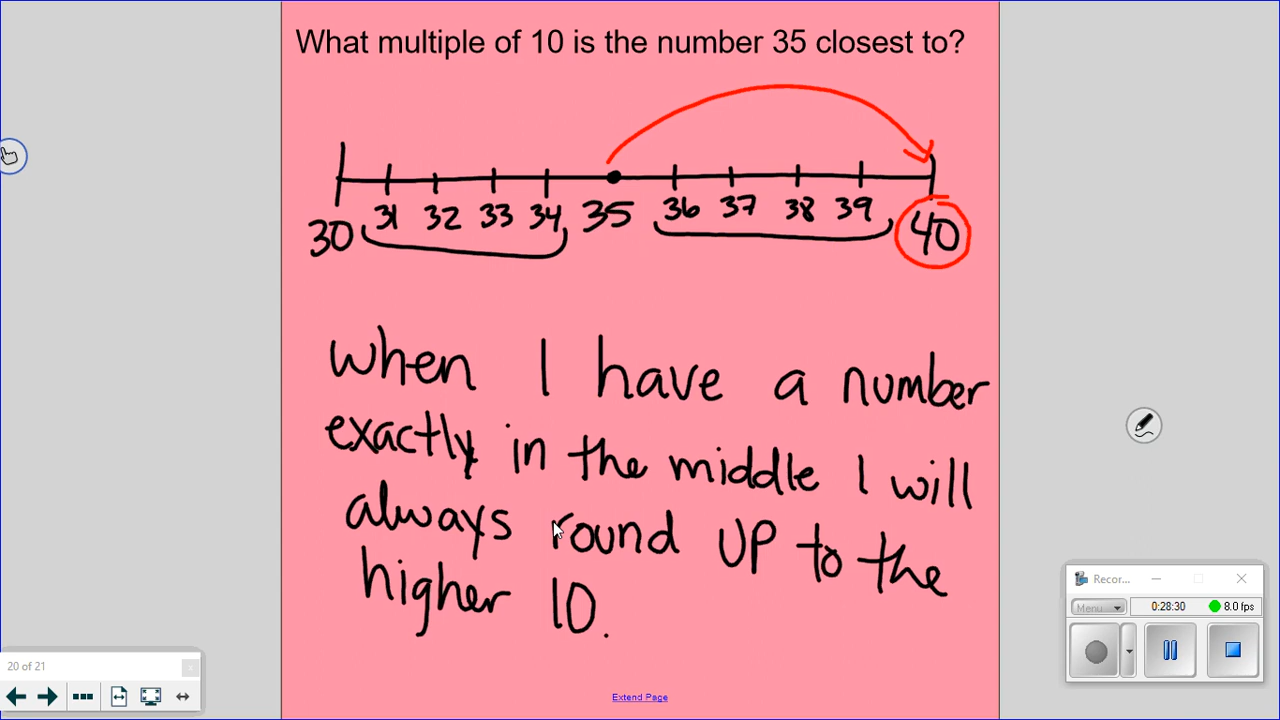 What multiple of 10 is the number 35 closest to?
30 31 32 33 34 35 36 37 38 39 40
when I have a number
exactly in the middle I will
always round UP to the
higher 10.
Extend Page
20 of 21
x
Recor...
Menu
0:28:30
8.0 fps